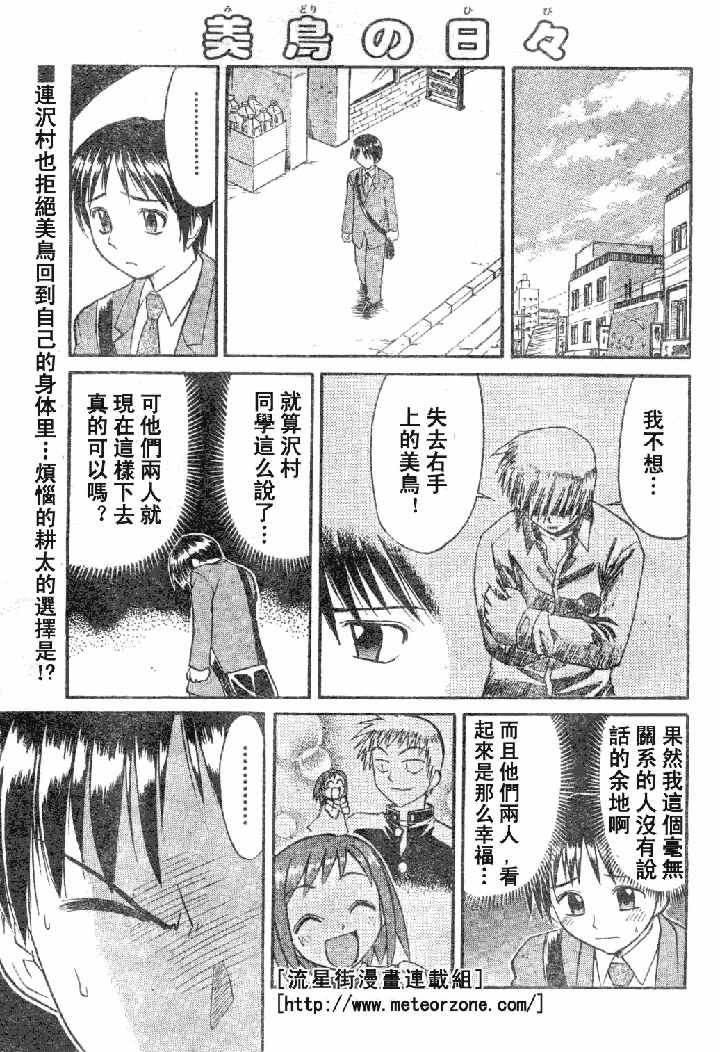 美鳥の日々
み
どり
ひ
び
■連沢村也拒絕美鳥回到自己的身体里…煩惱的耕太的選擇是!?
…………
我不想…
失去右手
上的美鳥！
就算沢村
同學這么說了…
可他們兩人就
現在這樣下去
真的可以嗎？
果然我這個毫無
關系的人沒有說
話的余地啊
而且他們兩人，看
起來是那么幸福…
…………
[流星街漫畫連載組]
[http://www.meteorzone.com/]